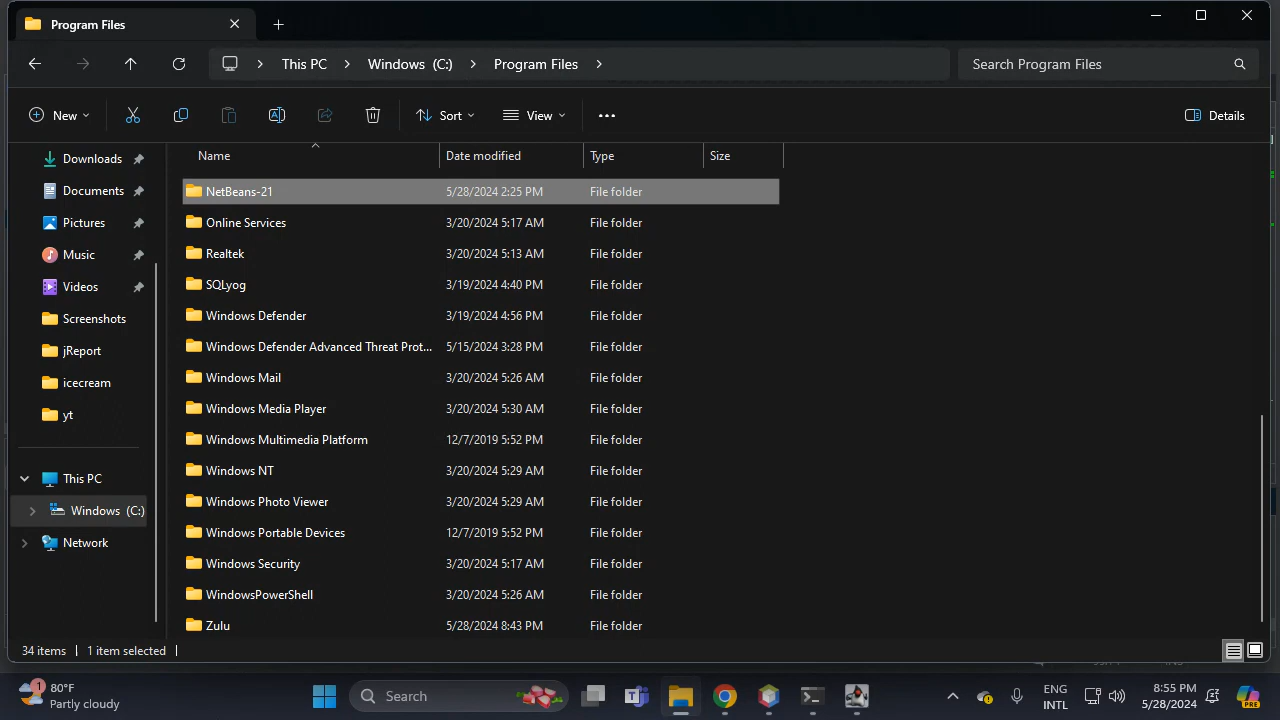 Program Files
This PC
Windows (C:)
Program Files
Search Program Files
New
Sort
View
Details
Name
Date modified
Type
Size
Downloads
Documents
Pictures
Music
Videos
Screenshots
jReport
icecream
yt
This PC
Windows (C:)
Network
NetBeans-21 5/28/2024 2:25 PM File folder
Online Services 3/20/2024 5:17 AM File folder
Realtek 3/20/2024 5:13 AM File folder
SQLyog 3/19/2024 4:40 PM File folder
Windows Defender 3/19/2024 4:56 PM File folder
Windows Defender Advanced Threat Prot... 5/15/2024 3:28 PM File folder
Windows Mail 3/20/2024 5:26 AM File folder
Windows Media Player 3/20/2024 5:30 AM File folder
Windows Multimedia Platform 12/7/2019 5:52 PM File folder
Windows NT 3/20/2024 5:29 AM File folder
Windows Photo Viewer 3/20/2024 5:29 AM File folder
Windows Portable Devices 12/7/2019 5:52 PM File folder
Windows Security 3/20/2024 5:17 AM File folder
WindowsPowerShell 3/20/2024 5:26 AM File folder
Zulu 5/28/2024 8:43 PM File folder
34 items
1 item selected
1
80°F
Partly cloudy
Search
ENG
INTL
8:55 PM
5/28/2024
PRE